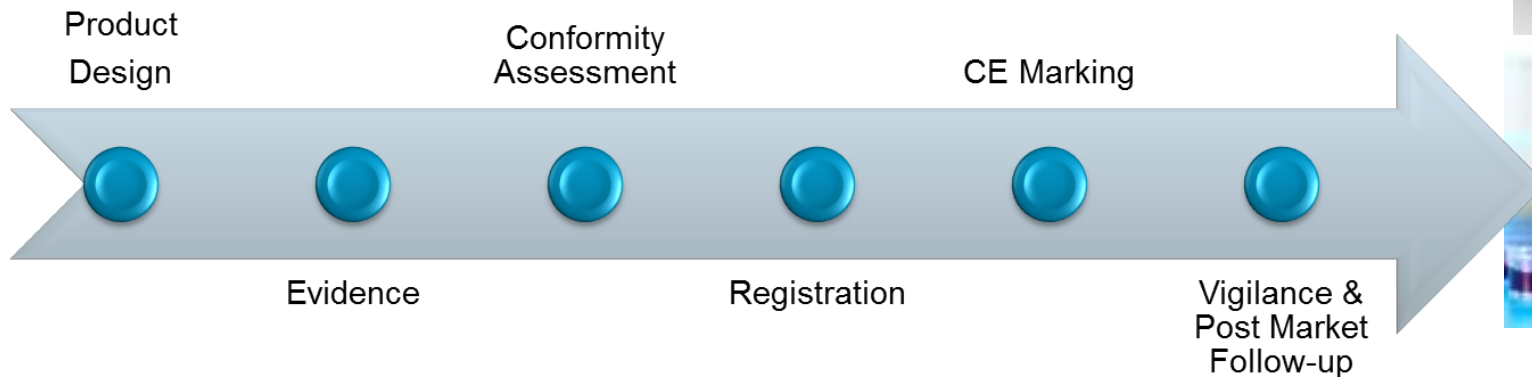 Product
Design
Evidence
Conformity
Assessment
Registration
CE Marking
Vigilance &
Post Market
Follow-up